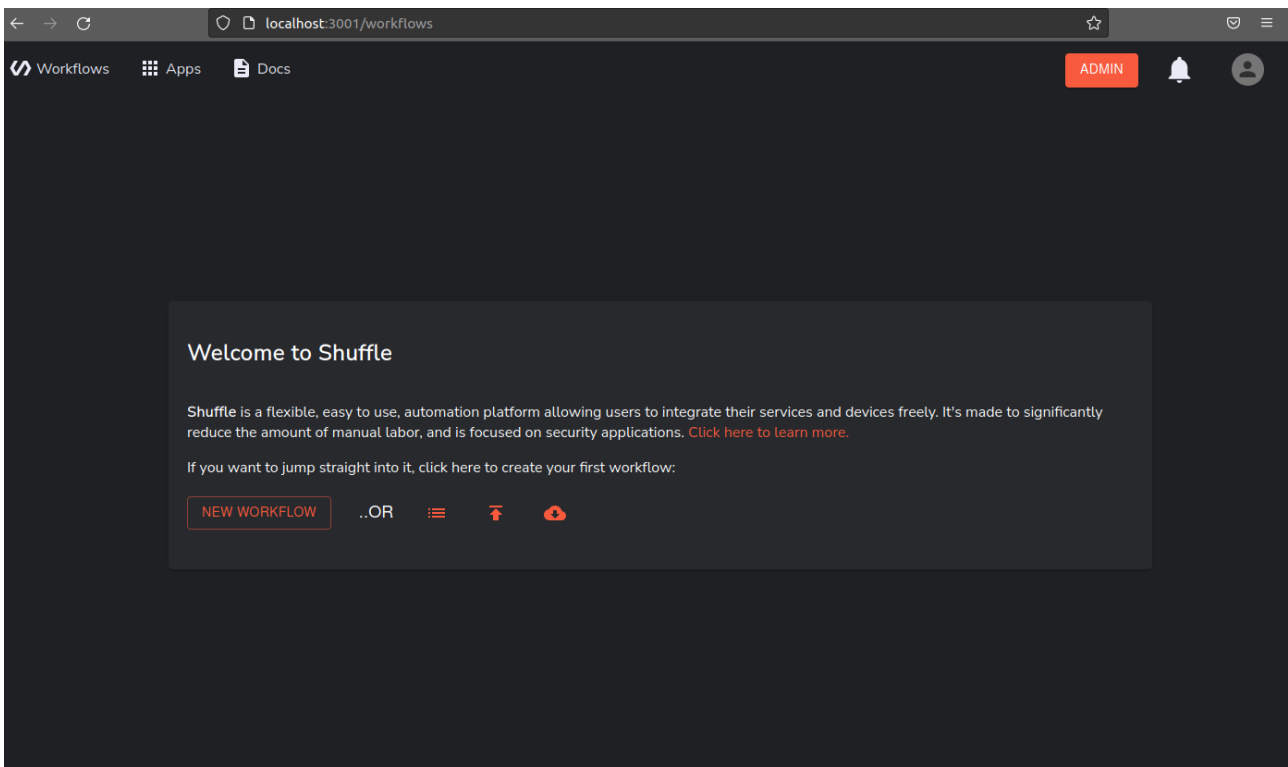 localhost:3001/workflows
Workflows Apps Docs ADMIN
Welcome to Shuffle
Shuffle is a flexible, easy to use, automation platform allowing users to integrate their services and devices freely. It's made to significantly
reduce the amount of manual labor, and is focused on security applications. Click here to learn more.
If you want to jump straight into it, click here to create your first workflow:
NEW WORKFLOW ..OR